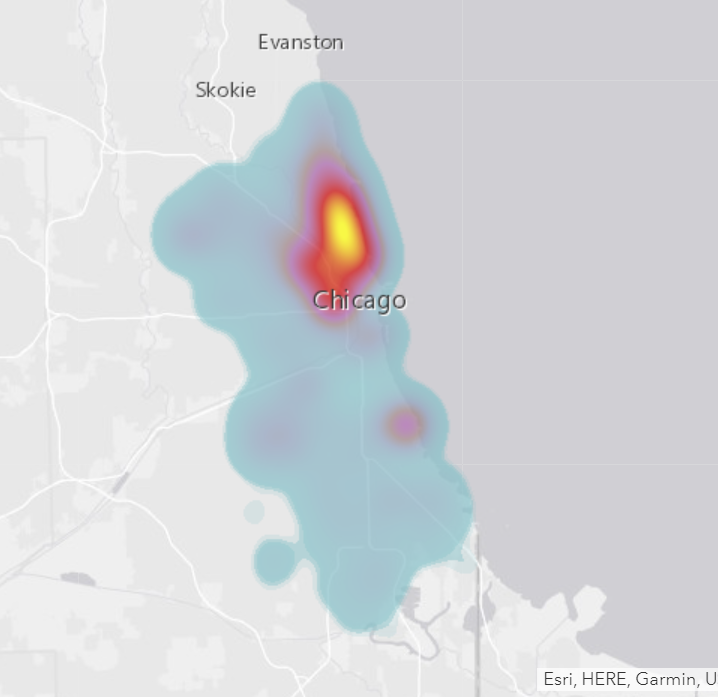 Evanston
Skokie
Chicago
Esri, HERE, Garmin, U